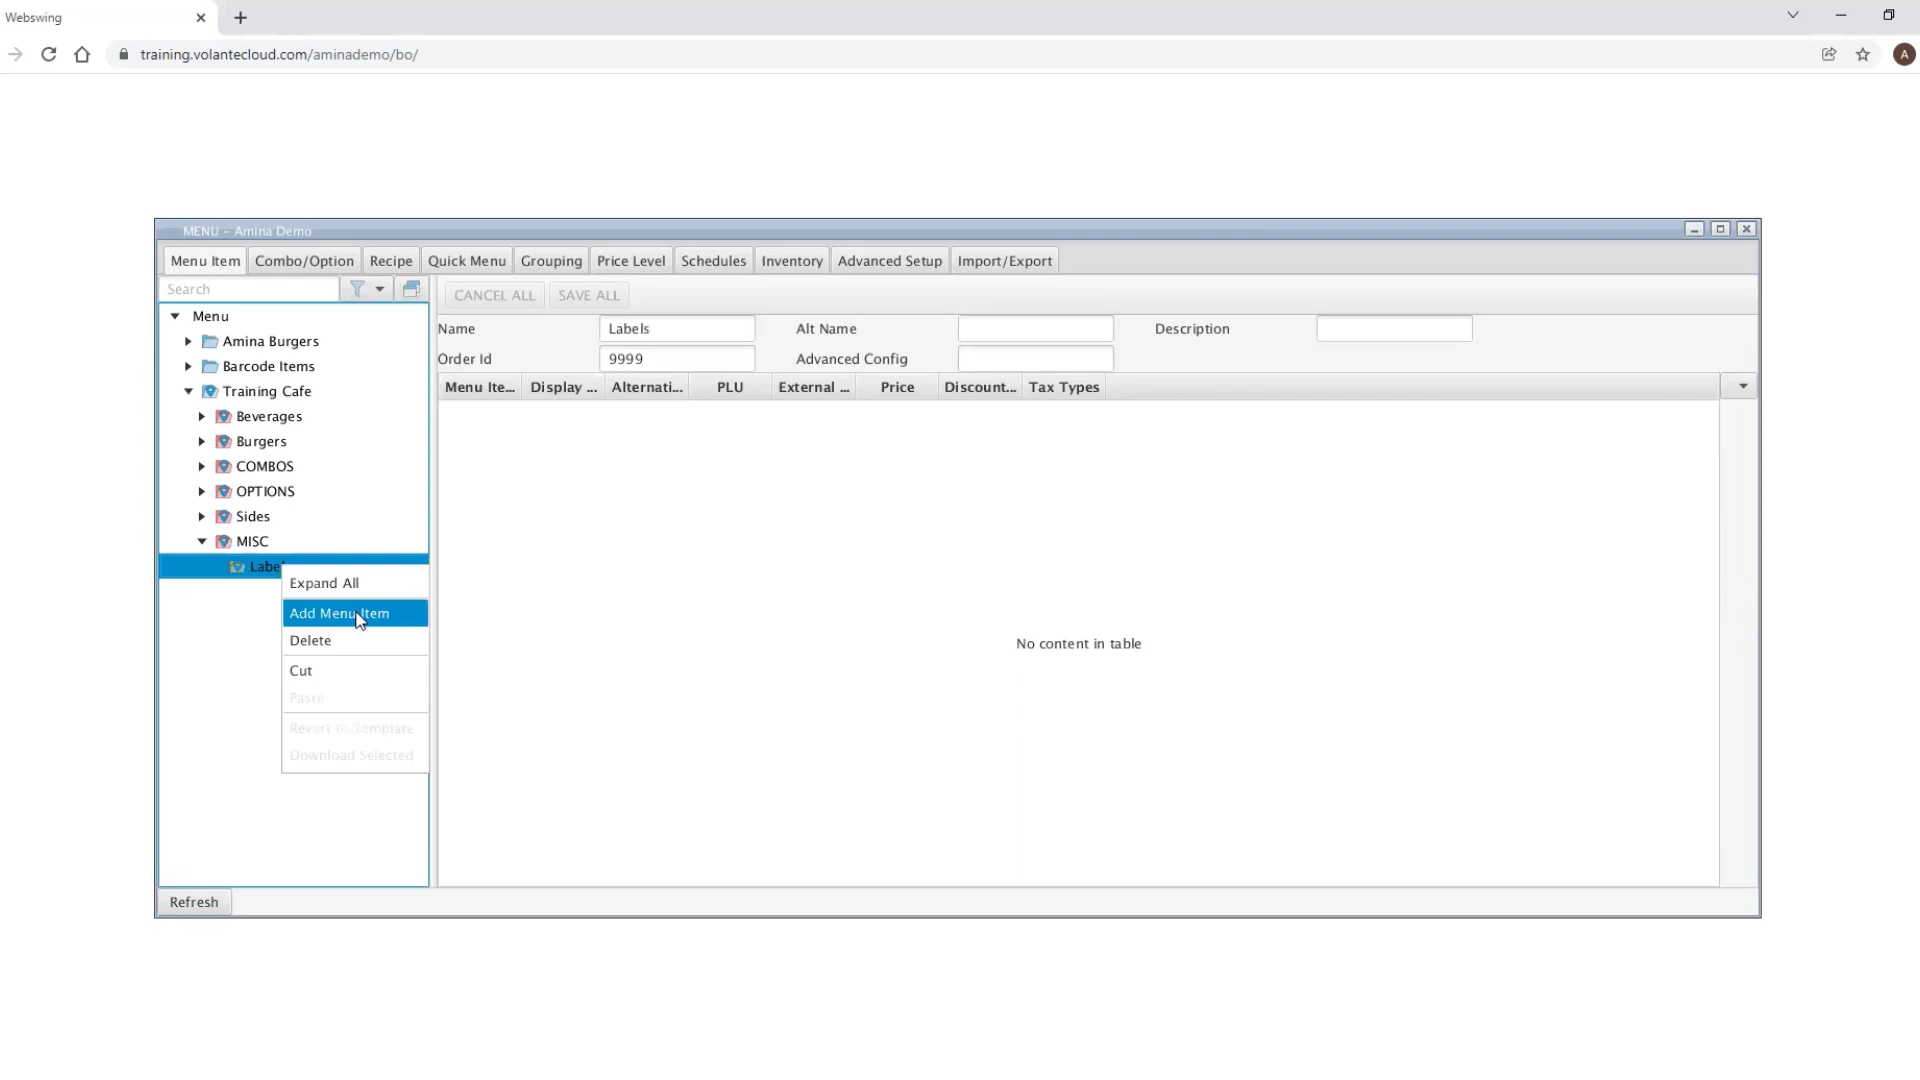 Webswing
training.volantecloud.com/aminademo/bo/
A
MENU – Amina Demo
Menu Item Combo/Option Recipe Quick Menu Grouping Price Level Schedules Inventory Advanced Setup Import/Export
Search
CANCEL ALL SAVE ALL
Name Labels Alt Name Description
Order Id 9999 Advanced Config
Menu Ite... Display ... Alternati... PLU External ... Price Discount... Tax Types
Menu
Amina Burgers
Barcode Items
Training Cafe
Beverages
Burgers
COMBOS
OPTIONS
Sides
MISC
Label
Expand All
Add Menu Item
Delete
Cut
Paste
Revert to Template
Download Selected
No content in table
Refresh